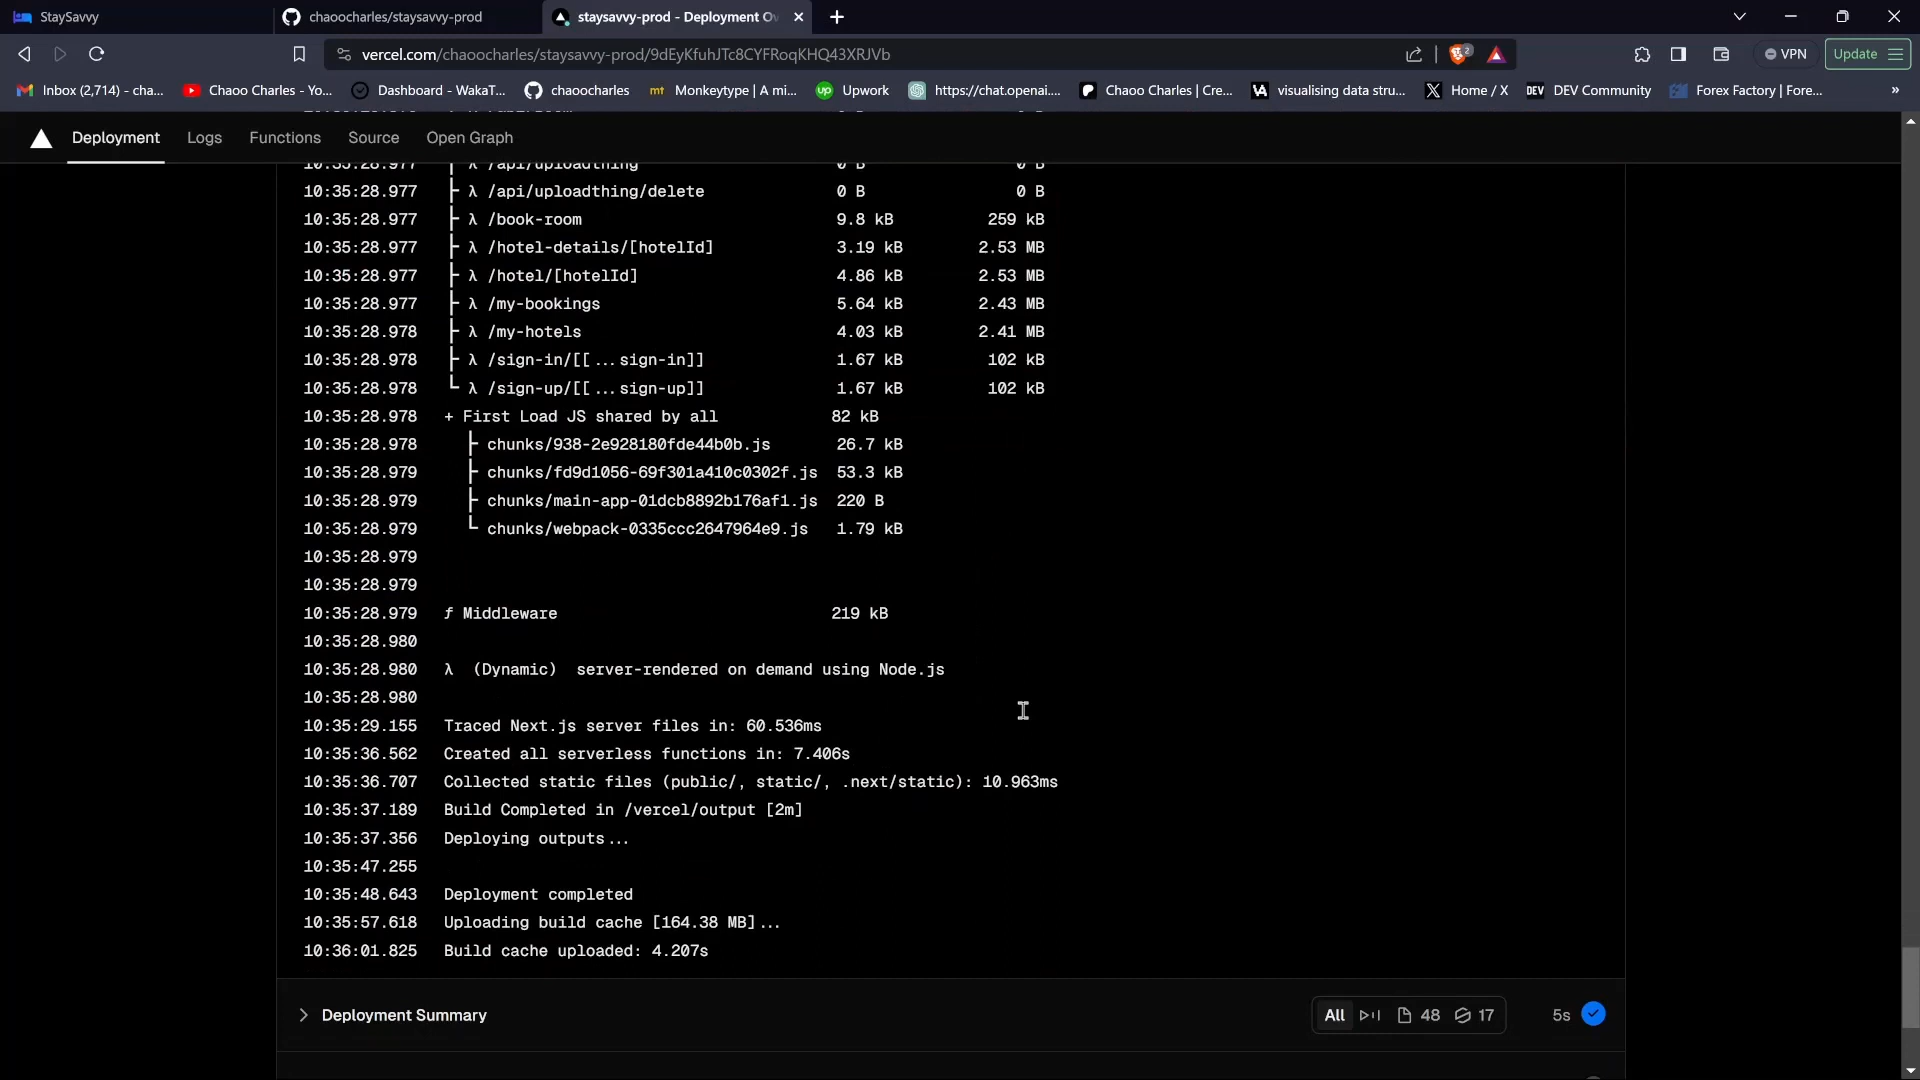 StaySavvy
chaoocharles/staysavvy-prod
staysavvy-prod - Deployment Ov
vercel.com/chaoocharles/staysavvy-prod/9dEyKfuhJTc8CYFRoqKHQ43XRJVb
2
VPN
Update
Inbox (2,714) - cha...
Chaoo Charles - Yo...
Dashboard - WakaT...
chaoocharles
mt Monkeytype | A mi...
up Upwork
https://chat.openai....
Chaoo Charles | Cre...
VA visualising data stru...
X Home / X
DEV DEV Community
Forex Factory | Fore...
»
Deployment
Logs
Functions
Source
Open Graph
10:35:28.977 ├ λ /api/uploadthing 0 B 0 B
10:35:28.977 ├ λ /api/uploadthing/delete 0 B 0 B
10:35:28.977 ├ λ /book-room 9.8 kB 259 kB
10:35:28.977 ├ λ /hotel-details/[hotelId] 3.19 kB 2.53 MB
10:35:28.977 ├ λ /hotel/[hotelId] 4.86 kB 2.53 MB
10:35:28.977 ├ λ /my-bookings 5.64 kB 2.43 MB
10:35:28.978 ├ λ /my-hotels 4.03 kB 2.41 MB
10:35:28.978 ├ λ /sign-in/[[...sign-in]] 1.67 kB 102 kB
10:35:28.978 └ λ /sign-up/[[...sign-up]] 1.67 kB 102 kB
10:35:28.978 + First Load JS shared by all 82 kB
10:35:28.978 ├ chunks/938-2e928180fde44b0b.js 26.7 kB
10:35:28.979 ├ chunks/fd9d1056-69f301a410c0302f.js 53.3 kB
10:35:28.979 ├ chunks/main-app-01dcb8892b176af1.js 220 B
10:35:28.979 └ chunks/webpack-0335ccc2647964e9.js 1.79 kB
10:35:28.979
10:35:28.979
10:35:28.979 ƒ Middleware 219 kB
10:35:28.980
10:35:28.980 λ (Dynamic) server-rendered on demand using Node.js
10:35:28.980
10:35:29.155 Traced Next.js server files in: 60.536ms
10:35:36.562 Created all serverless functions in: 7.406s
10:35:36.707 Collected static files (public/, static/, .next/static): 10.963ms
10:35:37.189 Build Completed in /vercel/output [2m]
10:35:37.356 Deploying outputs...
10:35:47.255
10:35:48.643 Deployment completed
10:35:57.618 Uploading build cache [164.38 MB]...
10:36:01.825 Build cache uploaded: 4.207s
Deployment Summary
All
48
17
5s